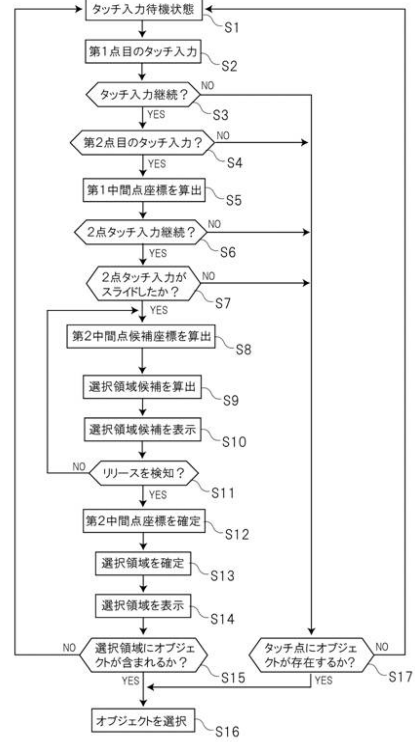 タッチ入力待機状態
S1
第1点目のタッチ入力
S2
タッチ入力継続?
NO
S3
YES
第2点目のタッチ入力?
NO
S4
YES
第1中間点座標を算出
S5
2点タッチ入力継続?
NO
S6
YES
2点タッチ入力が
スライドしたか?
NO
S7
YES
第2中間点候補座標を算出
S8
選択領域候補を算出
S9
選択領域候補を表示
S10
NO
リリースを検知?
S11
YES
第2中間点座標を確定
S12
選択領域を確定
S13
選択領域を表示
S14
NO
選択領域にオブジェ
クトが含まれるか?
S15
YES
タッチ点にオブジェ
クトが存在するか?
NO
S17
YES
オブジェクトを選択
S16